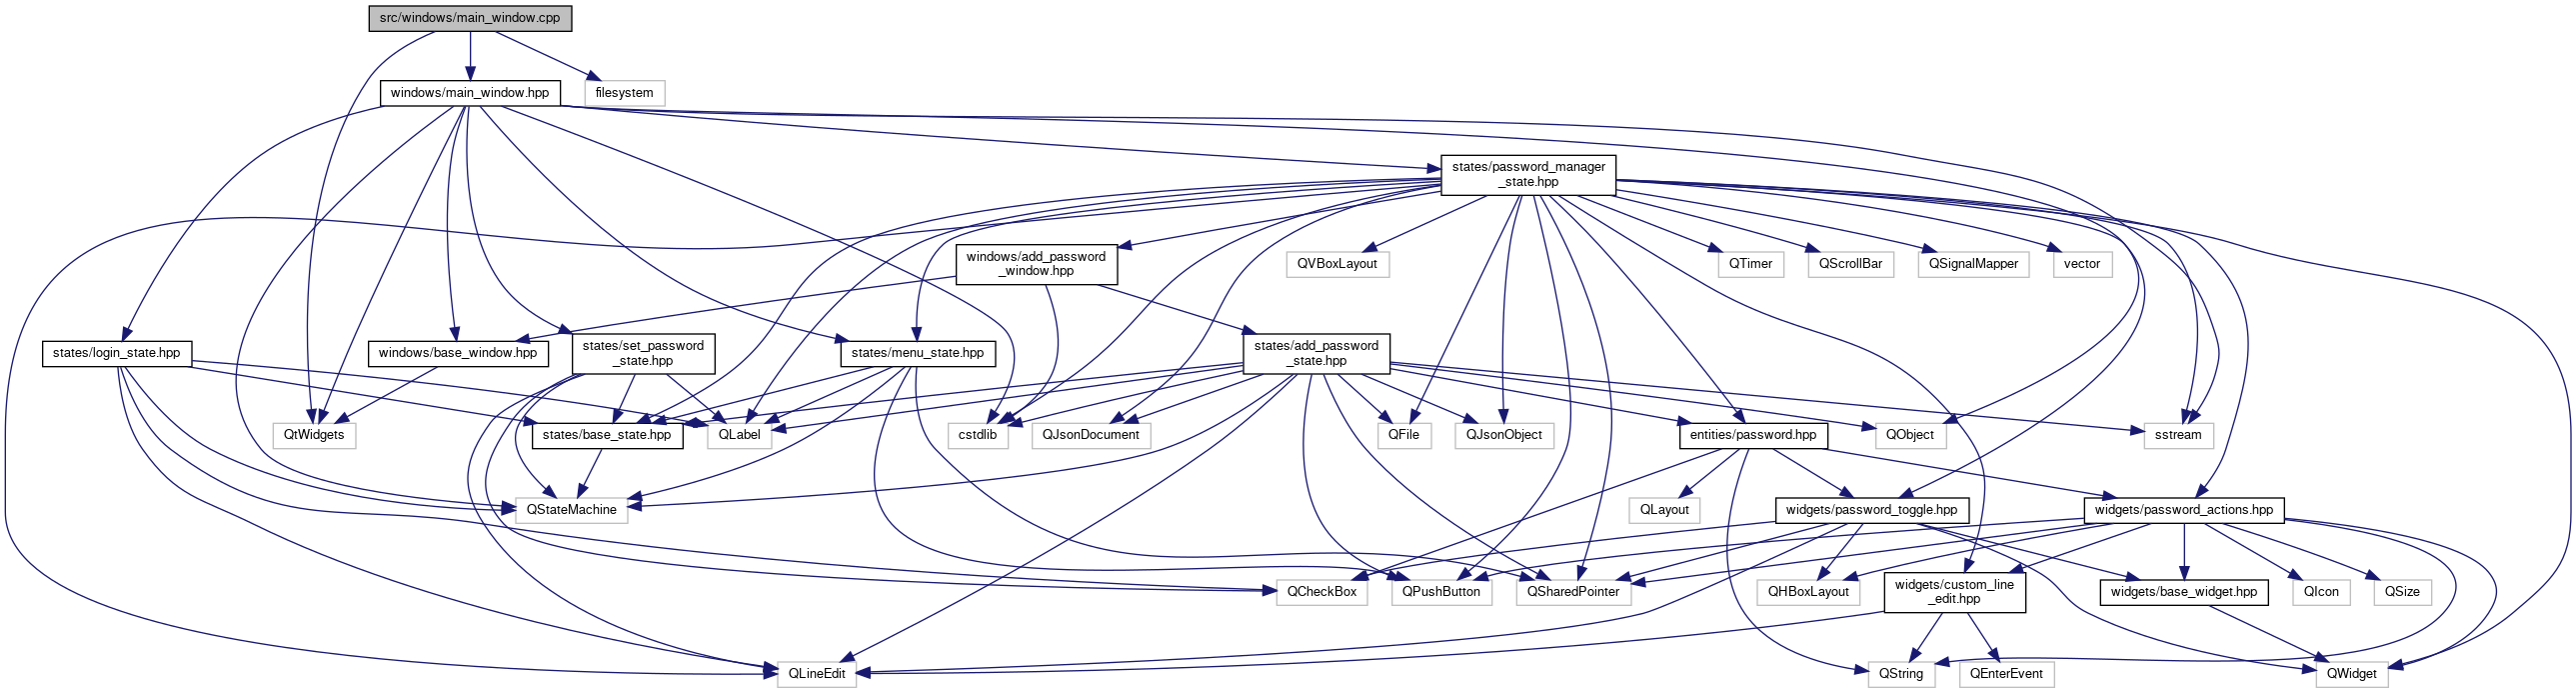 src/windows/main_window.cpp
windows/main_window.hpp
filesystem
states/password_manager
_state.hpp
windows/add_password
_window.hpp
QVBoxLayout
QTimer
QScrollBar
QSignalMapper
vector
states/login_state.hpp
windows/base_window.hpp
states/set_password
_state.hpp
states/menu_state.hpp
states/add_password
_state.hpp
QtWidgets
states/base_state.hpp
QLabel
cstdlib
QJsonDocument
QFile
QJsonObject
entities/password.hpp
QObject
sstream
QStateMachine
QLayout
widgets/password_toggle.hpp
widgets/password_actions.hpp
QCheckBox
QPushButton
QSharedPointer
QHBoxLayout
widgets/custom_line
_edit.hpp
widgets/base_widget.hpp
QIcon
QSize
QLineEdit
QString
QEnterEvent
QWidget